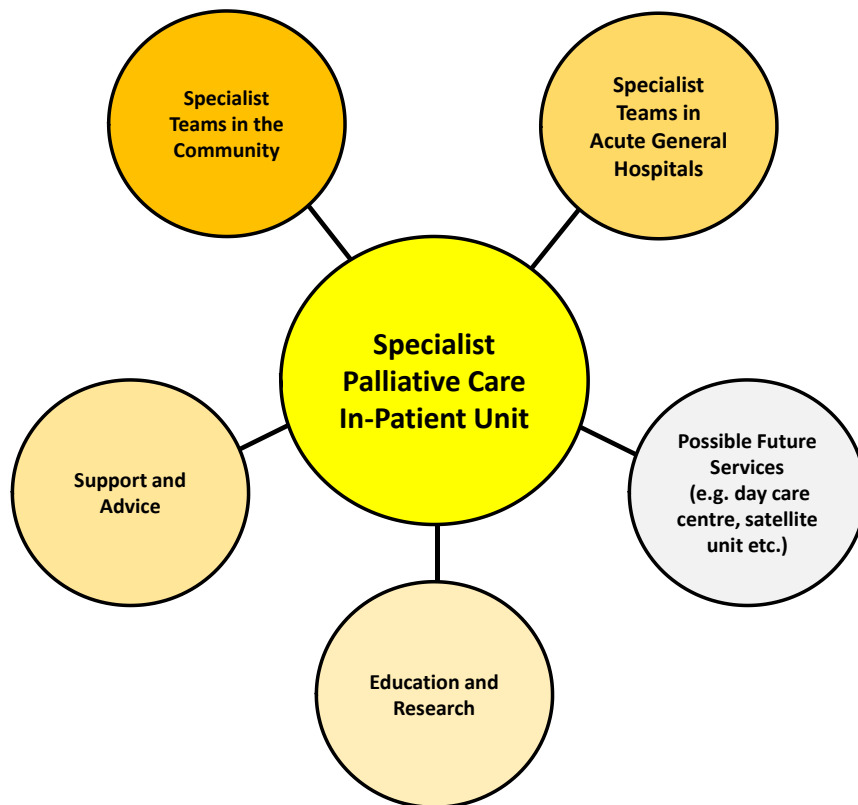 Specialist
Teams in the
Community
Specialist
Teams in
Acute General
Hospitals
Specialist
Palliative Care
In-Patient Unit
Support and
Advice
Possible Future
Services
(e.g. day care
centre, satellite
unit etc.)
Education and
Research